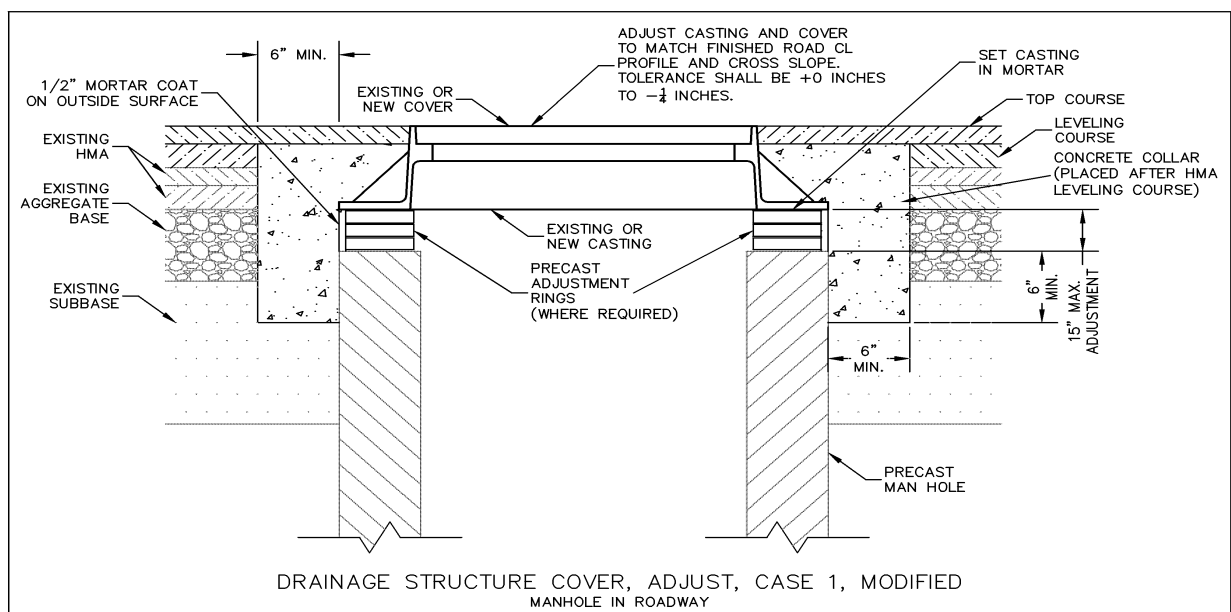 6" MIN.
1/2" MORTAR COAT
ON OUTSIDE SURFACE
EXISTING
HMA
EXISTING
AGGREGATE
BASE
EXISTING
SUBBASE
EXISTING OR
NEW COVER
ADJUST CASTING AND COVER
TO MATCH FINISHED ROAD CL
PROFILE AND CROSS SLOPE.
TOLERANCE SHALL BE +0 INCHES
TO -1/4 INCHES.
SET CASTING
IN MORTAR
TOP COURSE
LEVELING
COURSE
CONCRETE COLLAR
(PLACED AFTER HMA
LEVELING COURSE)
EXISTING OR
NEW CASTING
PRECAST
ADJUSTMENT
RINGS
(WHERE REQUIRED)
6"
MIN.
15" MAX.
ADJUSTMENT
6"
MIN.
PRECAST
MAN HOLE
DRAINAGE STRUCTURE COVER, ADJUST, CASE 1, MODIFIED
MANHOLE IN ROADWAY